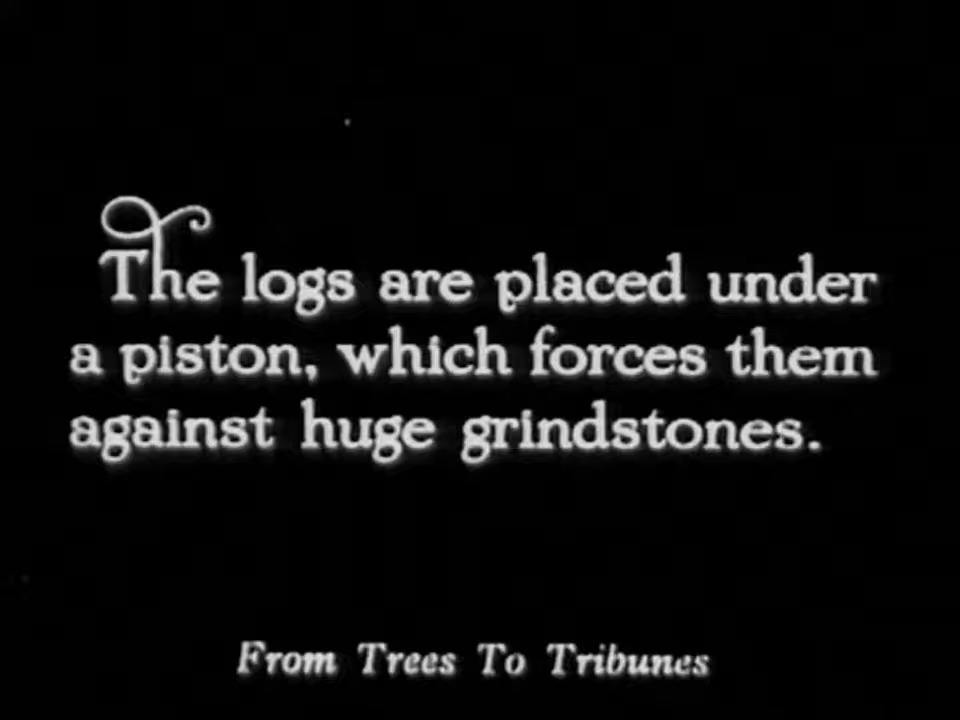 The logs are placed under
a piston, which forces them
against huge grindstones.
From Trees To Tribunes